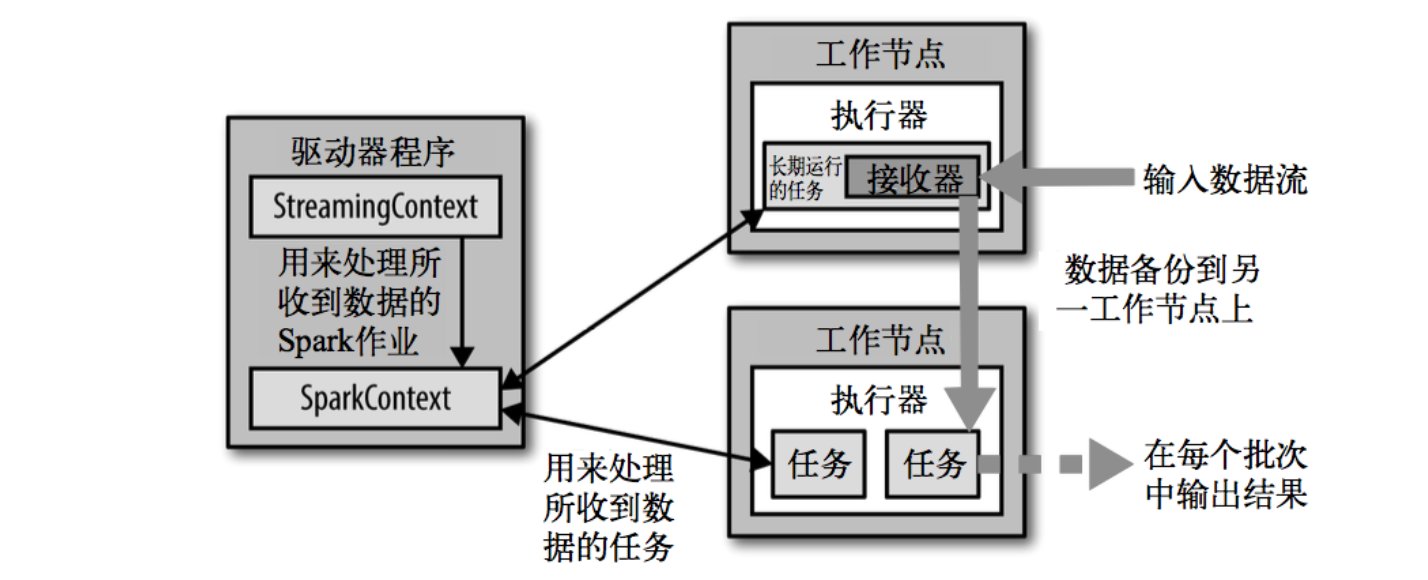 驱动器程序
StreamingContext
用来处理所
收到数据的
Spark作业
SparkContext
用来处理
所收到数
据的任务
工作节点
执行器
长期运行
的任务
接收器
输入数据流
数据备份到另
一工作节点上
工作节点
执行器
任务
任务
在每个批次
中输出结果